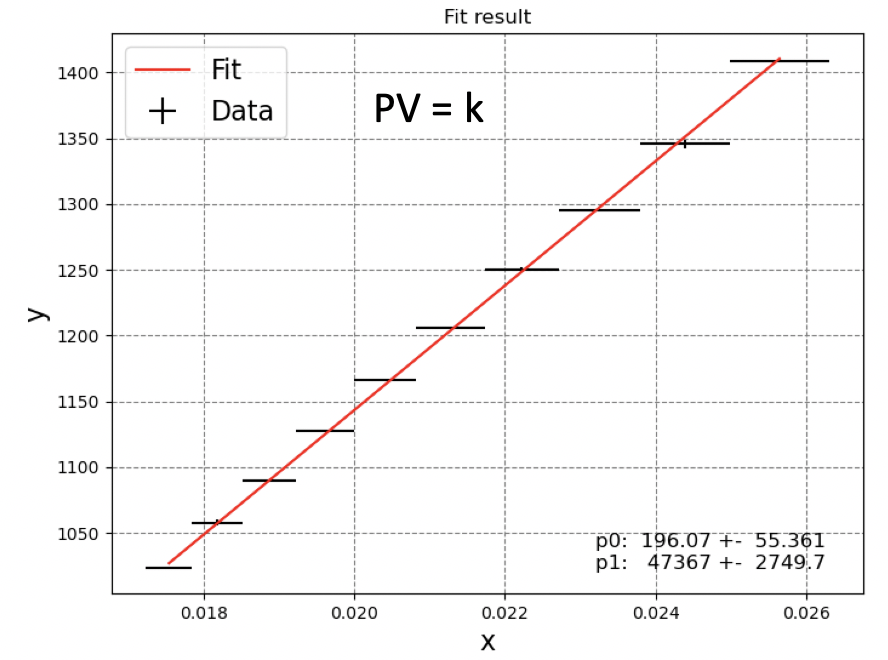 Fit result
Fit
Data
PV = k
1400
1350
1300
1250
1200
1150
1100
1050
y
p0: 196.07 +- 55.361
p1: 47367 +- 2749.7
0.018 0.020 0.022 0.024 0.026
x